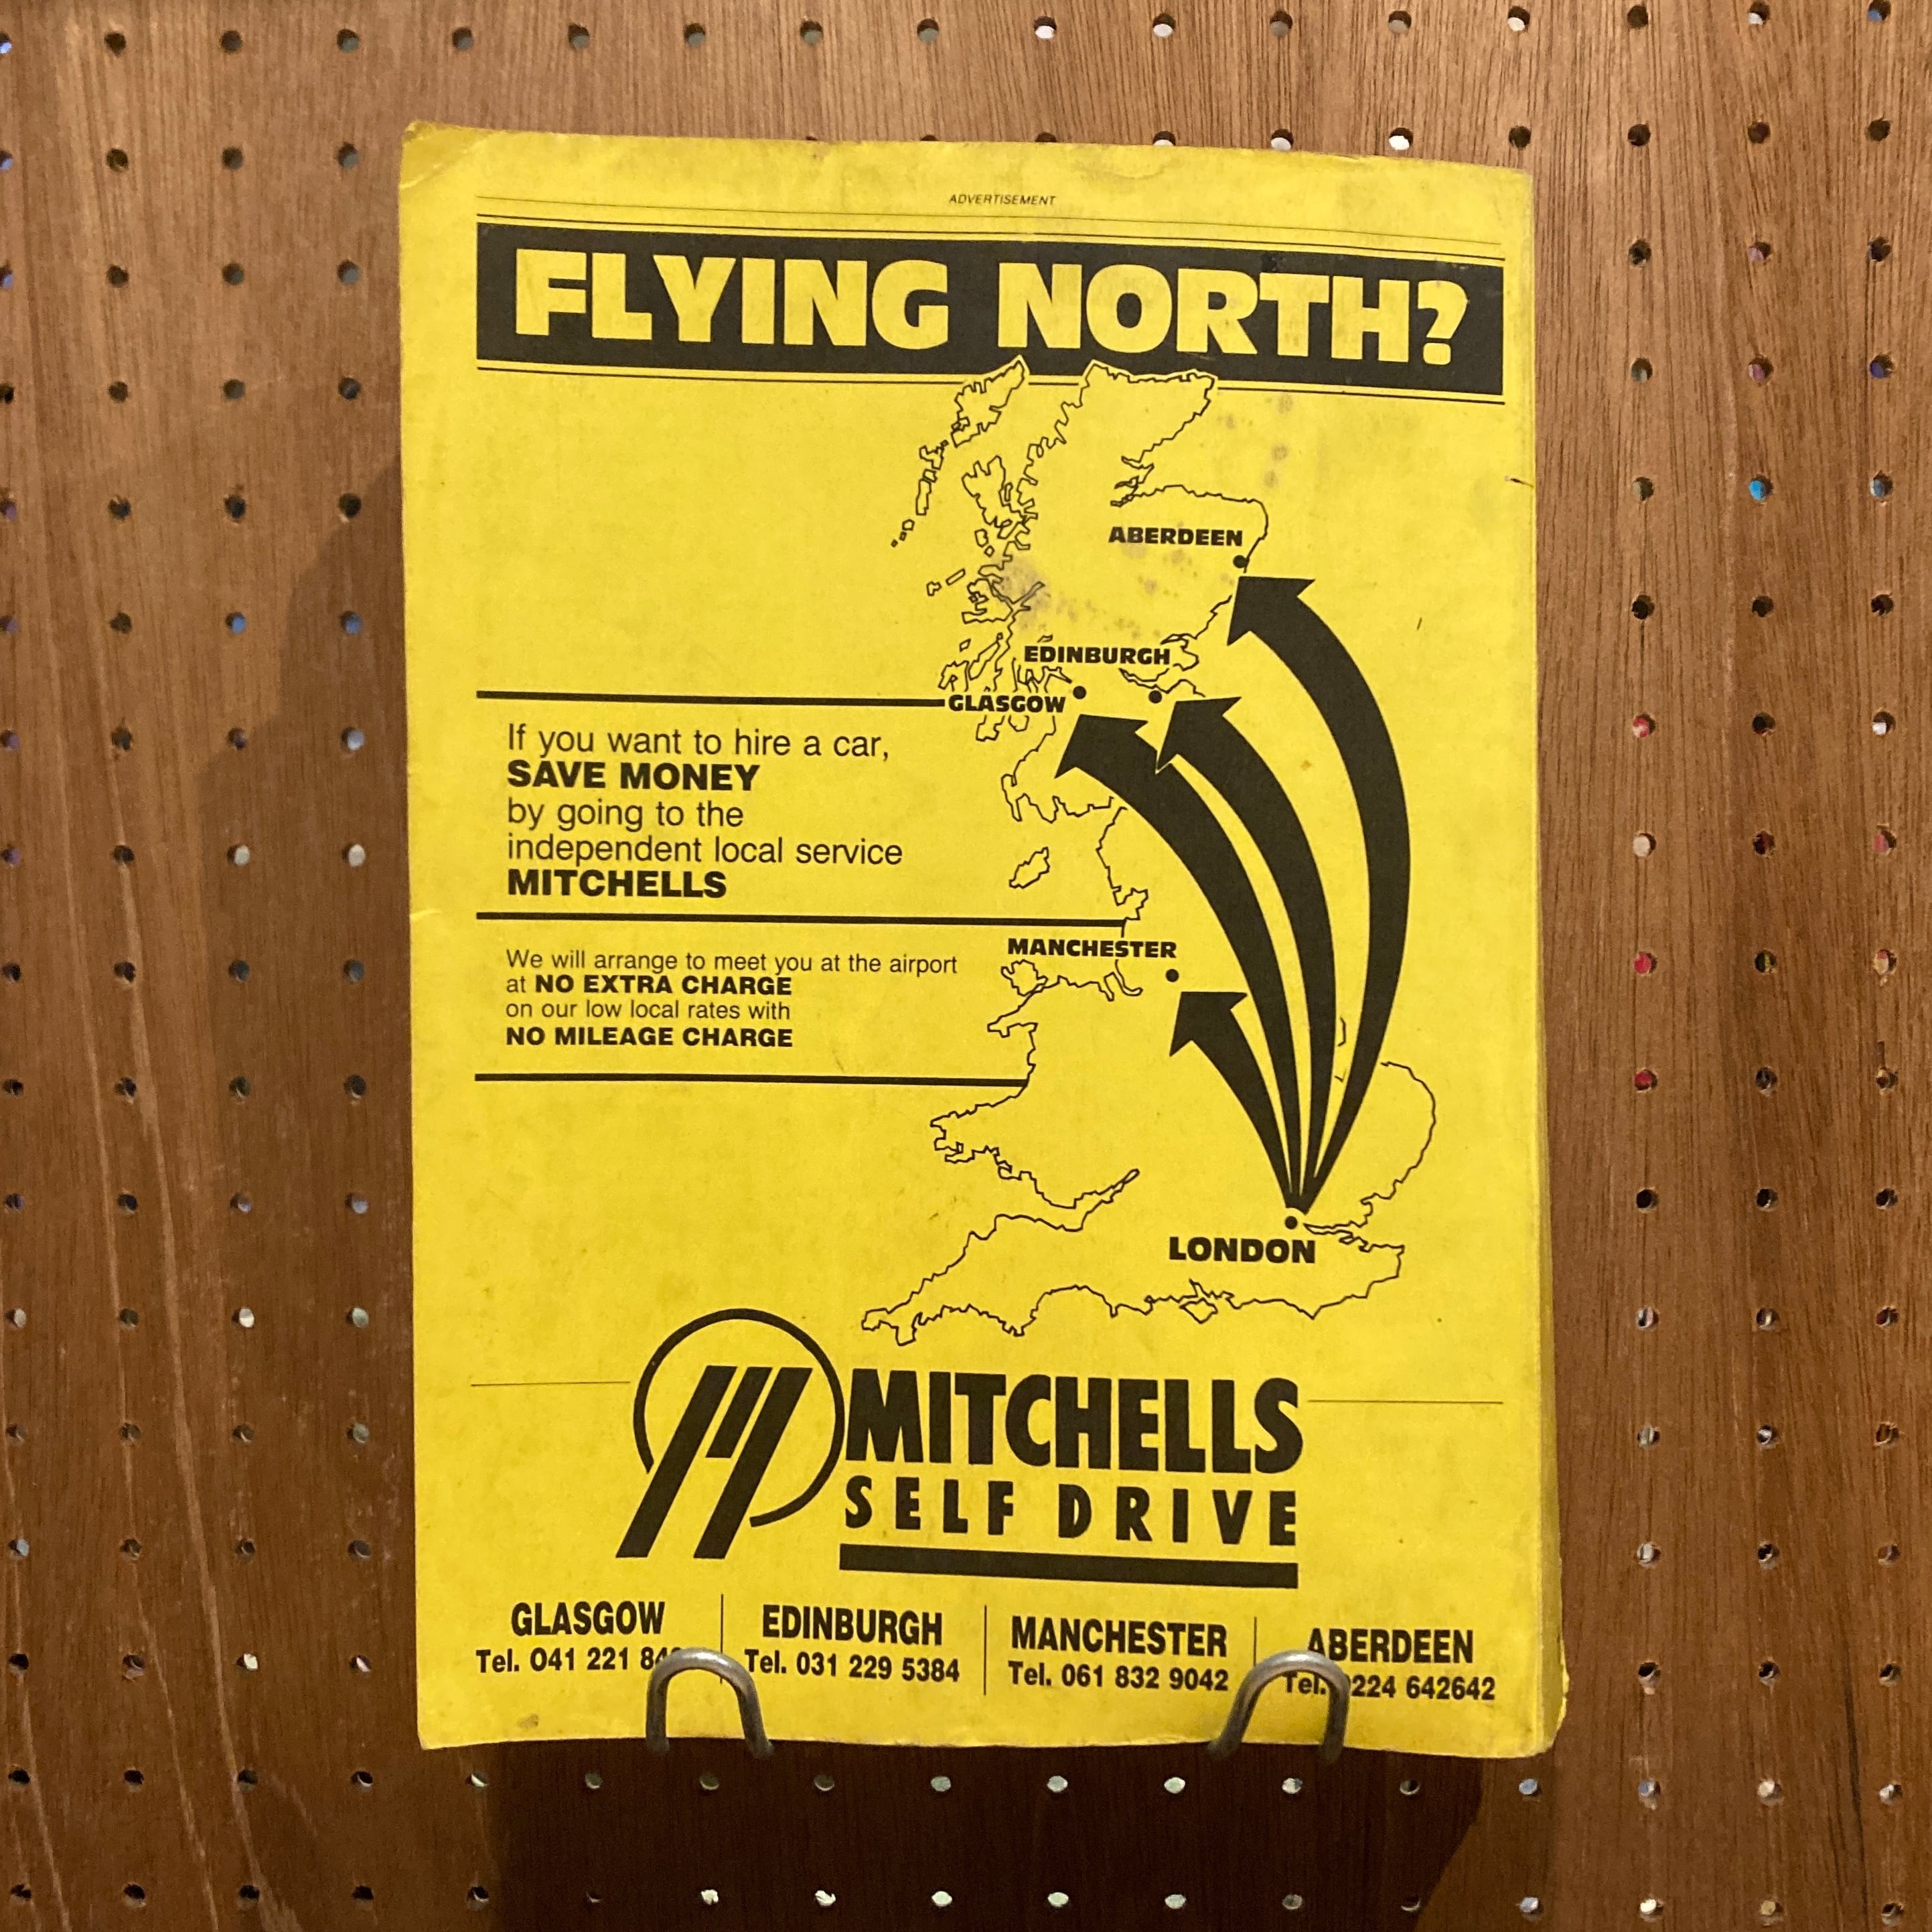 ADVERTISEMENT
FLYING NORTH?
ABERDEEN
EDINBURGH
GLASGOW
If you want to hire a car,
SAVE MONEY
by going to the
independent local service
MITCHELLS
MANCHESTER
We will arrange to meet you at the airport
at NO EXTRA CHARGE
on our low local rates with
NO MILEAGE CHARGE
LONDON
MITCHELLS
SELF DRIVE
GLASGOW
Tel. 041 221
EDINBURGH
Tel. 031 229 5384
MANCHESTER
Tel. 061 832 9042
ABERDEEN
Tel. 642642